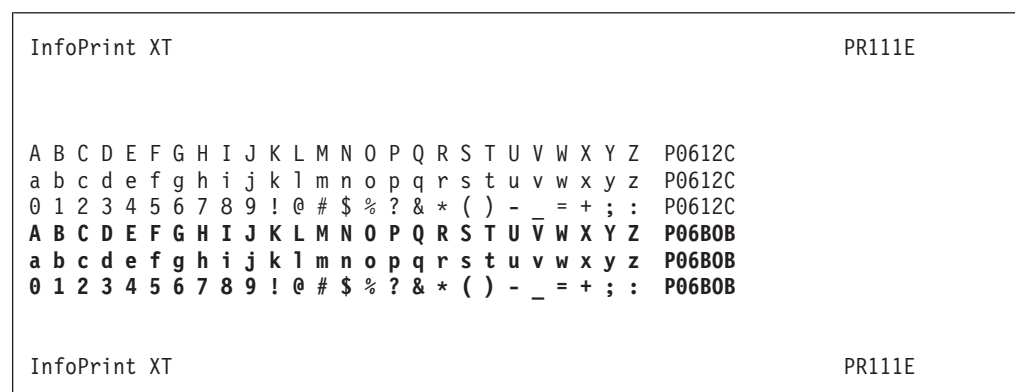 InfoPrint XT PR111E
A B C D E F G H I J K L M N O P Q R S T U V W X Y Z P0612C
a b c d e f g h i j k l m n o p q r s t u v w x y z P0612C
0 1 2 3 4 5 6 7 8 9 ! @ # $ % ? & * ( ) - _ = + ; : P0612C
A B C D E F G H I J K L M N O P Q R S T U V W X Y Z P06BOB
a b c d e f g h i j k l m n o p q r s t u v w x y z P06BOB
0 1 2 3 4 5 6 7 8 9 ! @ # $ % ? & * ( ) - _ = + ; : P06BOB
InfoPrint XT PR111E